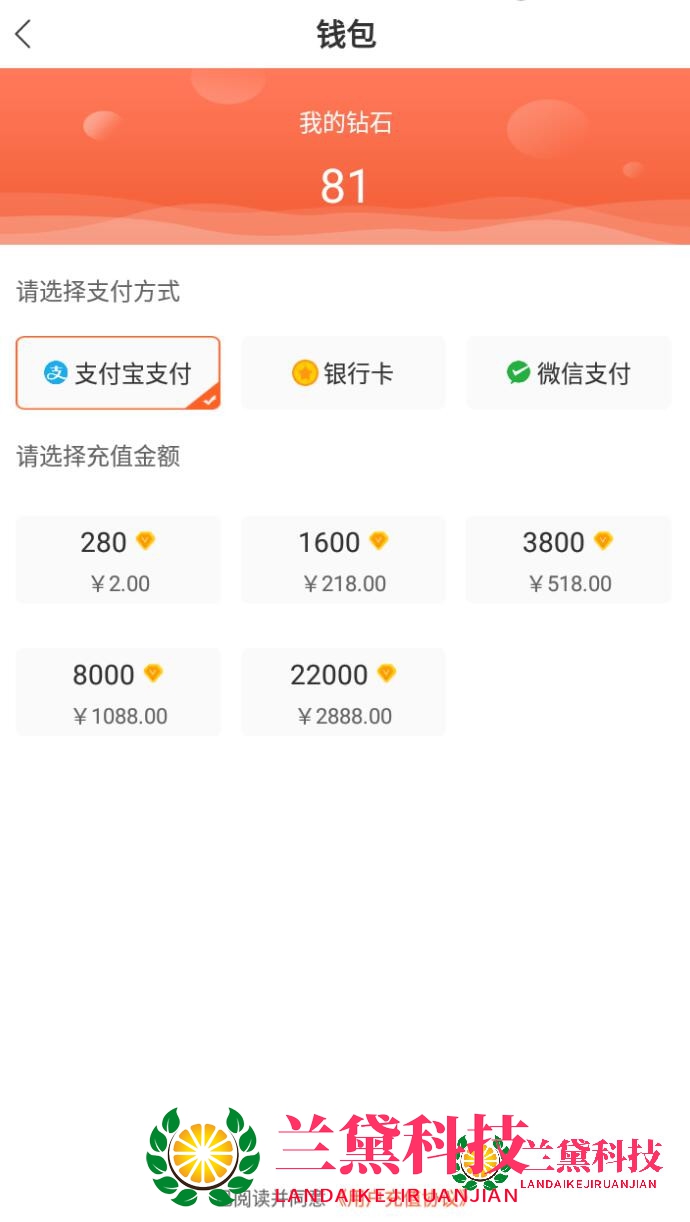 钱包
我的钻石
81
请选择支付方式
支付宝支付 银行卡 微信支付
请选择充值金额
280 1600 3800
￥2.00 ￥218.00 ￥518.00
8000 22000
￥1088.00 ￥2888.00
兰黛科技 兰黛科技
LANDAIKEJIRUANJIAN LANDAIKEJIRUANJIAN
阅读并同意《用户充值协议》